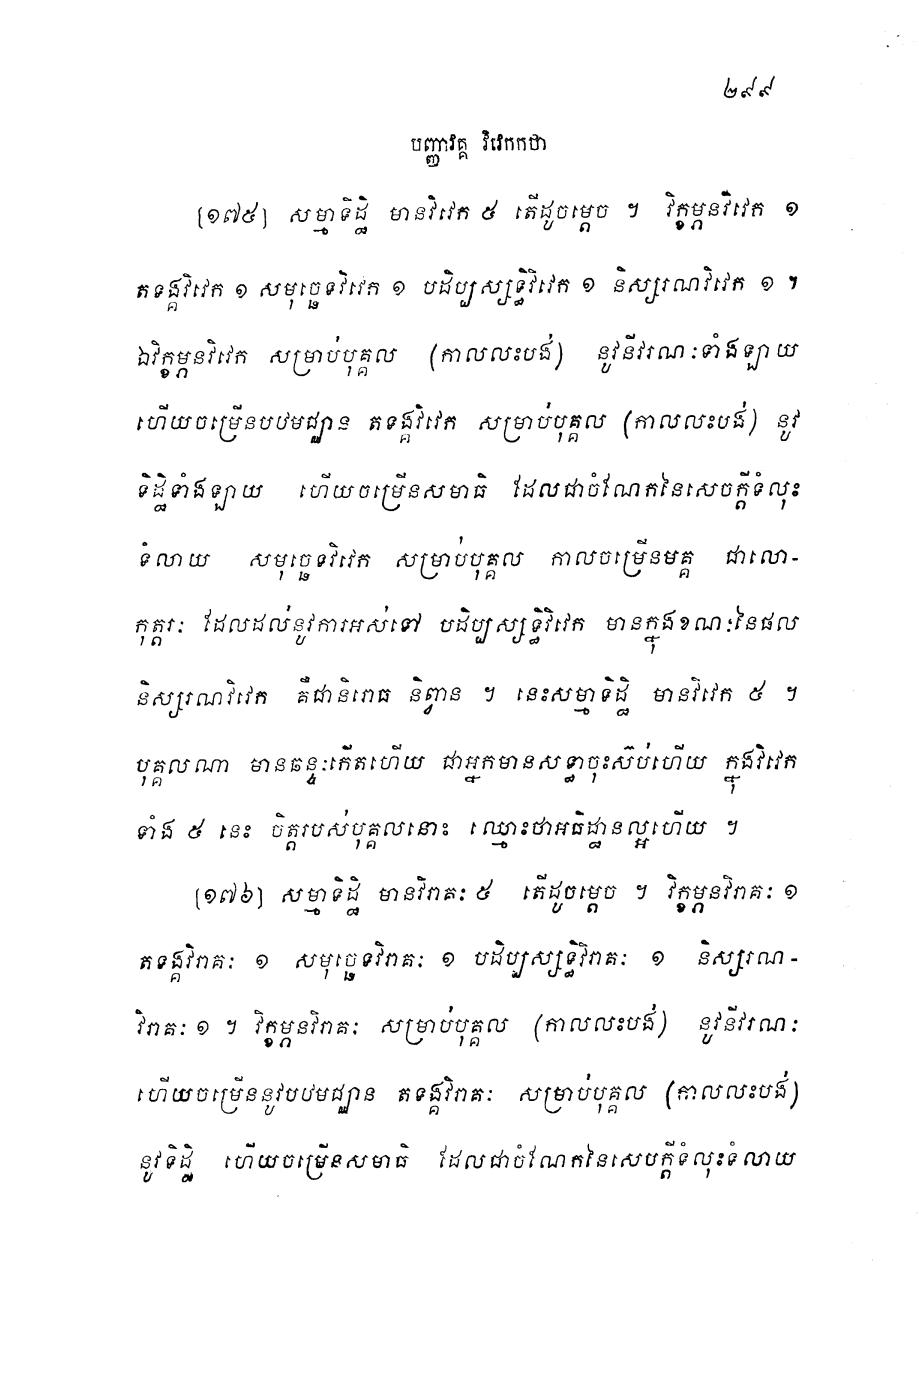 ២៩៩
បញ្ញាវគ្គ វិវេកកថា
(១៧៥) សម្មាទិដ្ឋិ មានវិវេក ៥ តើដូចម្តេច ។ វិក្ខម្ភនវិវេក ១
តទង្គវិវេក ១ សមុច្ឆេទវិវេក ១ បដិប្បស្សទ្ធិវិវេក ១ និស្សរណវិវេក ១ ។
ឯវិក្ខម្ភនវិវេក សម្រាប់បុគ្គល (កាលលះបង់) នូវនីវរណៈទាំងឡាយ
ហើយចម្រើនបឋមជ្ឈាន តទង្គវិវេក សម្រាប់បុគ្គល (កាលលះបង់) នូវ
ទិដ្ឋិទាំងឡាយ ហើយចម្រើនសមាធិ ដែលជាចំណែកនៃសេចក្តីទំលុះ
ទំលាយ សមុច្ឆេទវិវេក សម្រាប់បុគ្គល កាលចម្រើនមគ្គ ជាលោ-
កុត្តរៈ ដែលដល់នូវការអស់ទៅ បដិប្បស្សទ្ធិវិវេក មានក្នុងខណៈនៃផល
និស្សរណវិវេក គឺជានិរោធ និព្វាន ។ នេះសម្មាទិដ្ឋិ មានវិវេក ៥ ។
បុគ្គលណា មានឆន្ទៈកើតហើយ ជាអ្នកមានសទ្ធាចុះស៊ប់ហើយ ក្នុងវិវេក
ទាំង ៥ នេះ ចិត្តរបស់បុគ្គលនោះ ឈ្មោះថាអធិដ្ឋានល្អហើយ ។
(១៧៦) សម្មាទិដ្ឋិ មានវិរាគៈ ៥ តើដូចម្តេច ។ វិក្ខម្ភនវិរាគៈ ១
តទង្គវិរាគៈ ១ សមុច្ឆេទវិរាគៈ ១ បដិប្បស្សទ្ធិវិរាគៈ ១ និស្សរណ-
វិរាគៈ ១ ។ វិក្ខម្ភនវិរាគៈ សម្រាប់បុគ្គល (កាលលះបង់) នូវនីវរណៈ
ហើយចម្រើននូវបឋមជ្ឈាន តទង្គវិរាគៈ សម្រាប់បុគ្គល (កាលលះបង់)
នូវទិដ្ឋិ ហើយចម្រើនសមាធិ ដែលជាចំណែកនៃសេបក្តីទំលុះទំលាយ